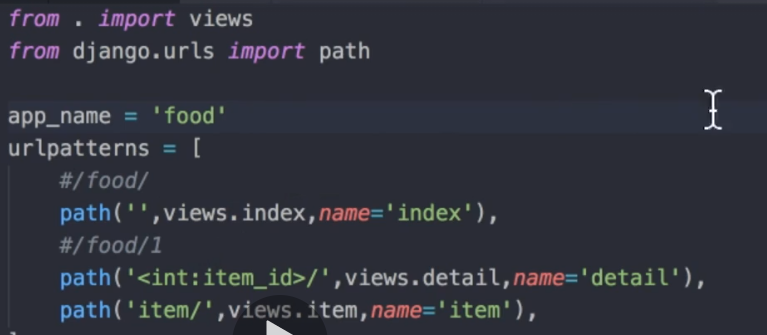 from . import views
from django.urls import path
app_name = 'food'
urlpatterns = [
#/food/
path('',views.index,name='index'),
#/food/1
path('<int:item_id>/',views.detail,name='detail'),
path('item/',views.item,name='item'),